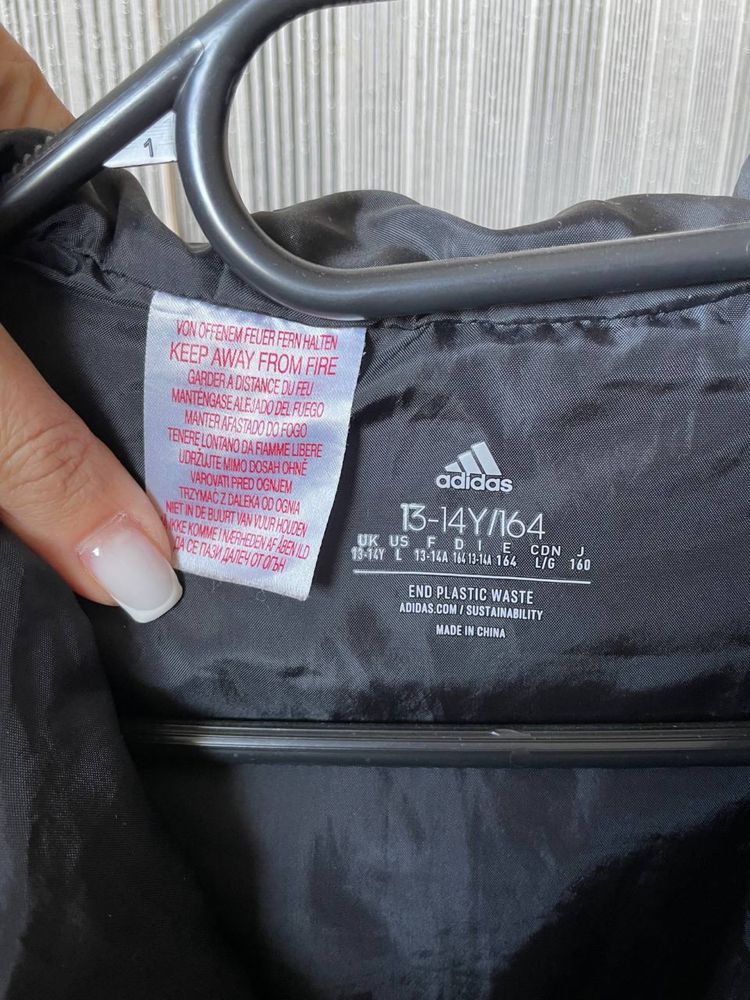 1
VON OFFENEM FEUER FERN HALTEN
KEEP AWAY FROM FIRE
GARDER A DISTANCE DU FEU
MANTÉNGASE ALEJADO DEL FUEGO
MANTER AFASTADO DO FOGO
TENERE LONTANO DA FIAMME LIBERE
UDRŽUJTE MIMO DOSAH OHNĚ
VAROVATI PRED OGNJEM
TRZYMAĆ Z DALEKA OD OGNIA
NIET IN DE BUURT VAN VUUR HOUDEN
IKKE KOMME I NÆRHEDEN AF ÅBEN ILD
ДА СЕ ПАЗИ ДАЛЕЧ ОТ ОГЪН
adidas
13-14Y/164
UK US F D I E CDN J
13-14Y L 13-14A 164 13-14A 164 L/G 160
END PLASTIC WASTE
ADIDAS.COM / SUSTAINABILITY
MADE IN CHINA